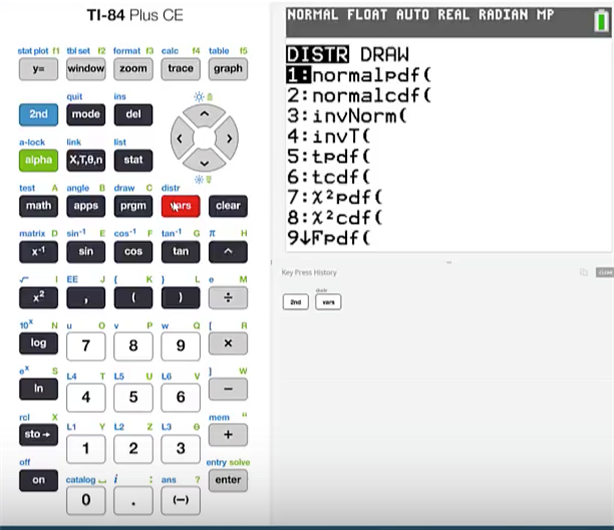 TI-84 Plus CE
stat plot f1 tbl set f2 format f3 calc f4 table f5
y= window zoom trace graph
quit ins
2nd mode del
a-lock link list
alpha X,T,θ,n stat
test A angle B draw C distr
math apps prgm vars clear
matrix D sin⁻¹ E cos⁻¹ F tan⁻¹ G π H
x⁻¹ sin cos tan ^
√ I EE J { K } L e M
x² , ( ) ÷
10ˣ N u O v P w Q [ R
log 7 8 9 ×
eˣ S L4 T L5 U L6 V ] W
ln 4 5 6 −
rcl X L1 Y L2 Z L3 θ mem "
sto→ 1 2 3 +
off catalog i : ans ? entry solve
on 0 . (−) enter
NORMAL FLOAT AUTO REAL RADIAN MP
DISTR DRAW
1:normalpdf(
2:normalcdf(
3:invNorm(
4:invT(
5:tpdf(
6:tcdf(
7:χ²pdf(
8:χ²cdf(
9↓Fpdf(
Key Press History
CLEAR
distr
2nd vars